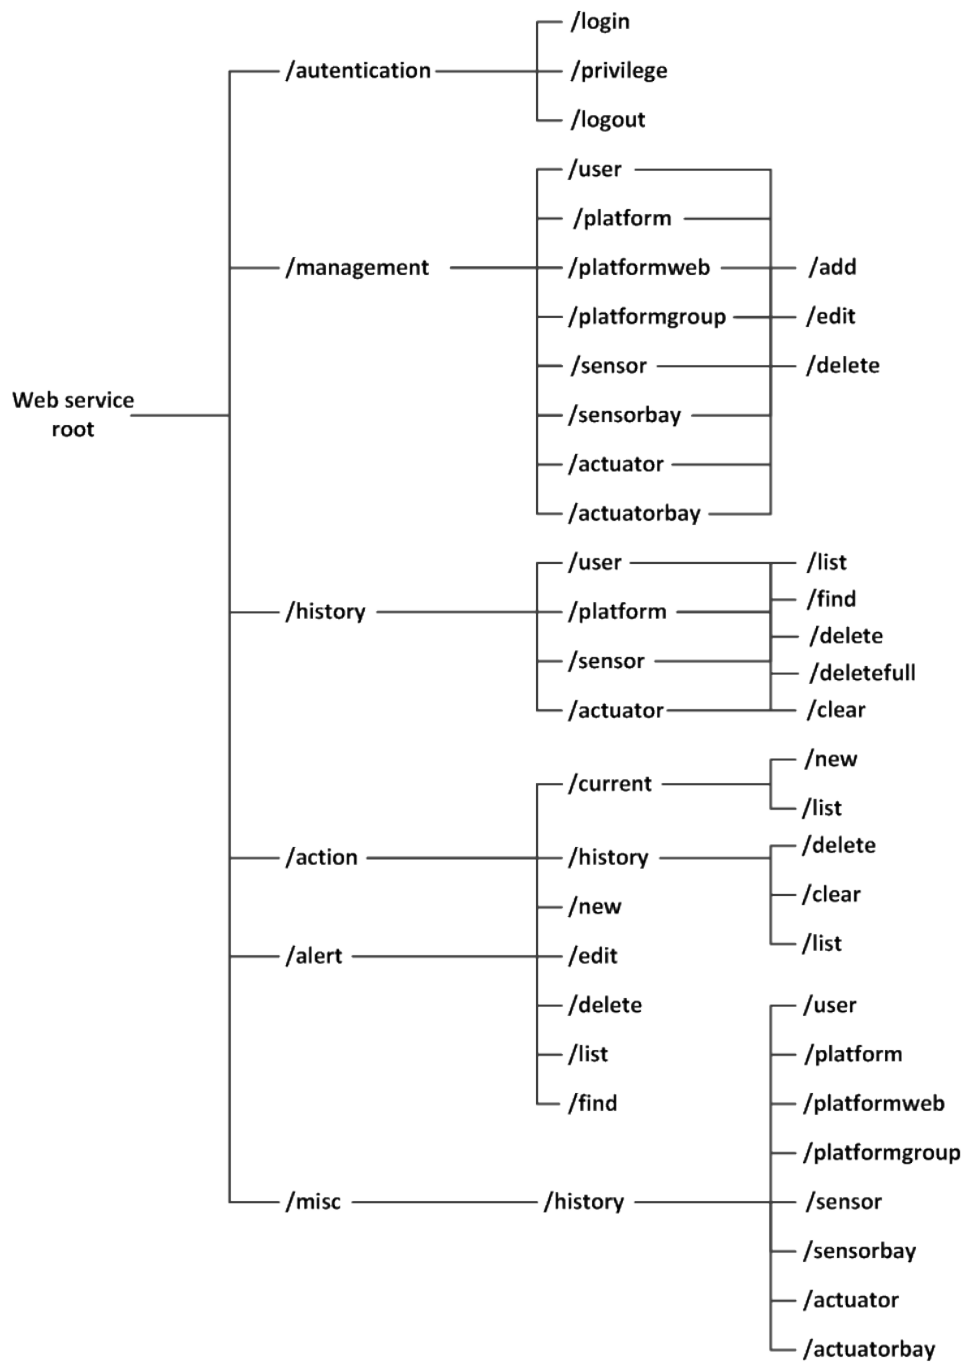 Web service
root
/autentication
/login
/privilege
/logout
/management
/user
/platform
/platformweb
/platformgroup
/sensor
/sensorbay
/actuator
/actuatorbay
/add
/edit
/delete
/history
/user
/platform
/sensor
/actuator
/list
/find
/delete
/deletefull
/clear
/action
/alert
/current
/history
/new
/edit
/delete
/list
/find
/new
/list
/delete
/clear
/list
/misc
/history
/user
/platform
/platformweb
/platformgroup
/sensor
/sensorbay
/actuator
/actuatorbay